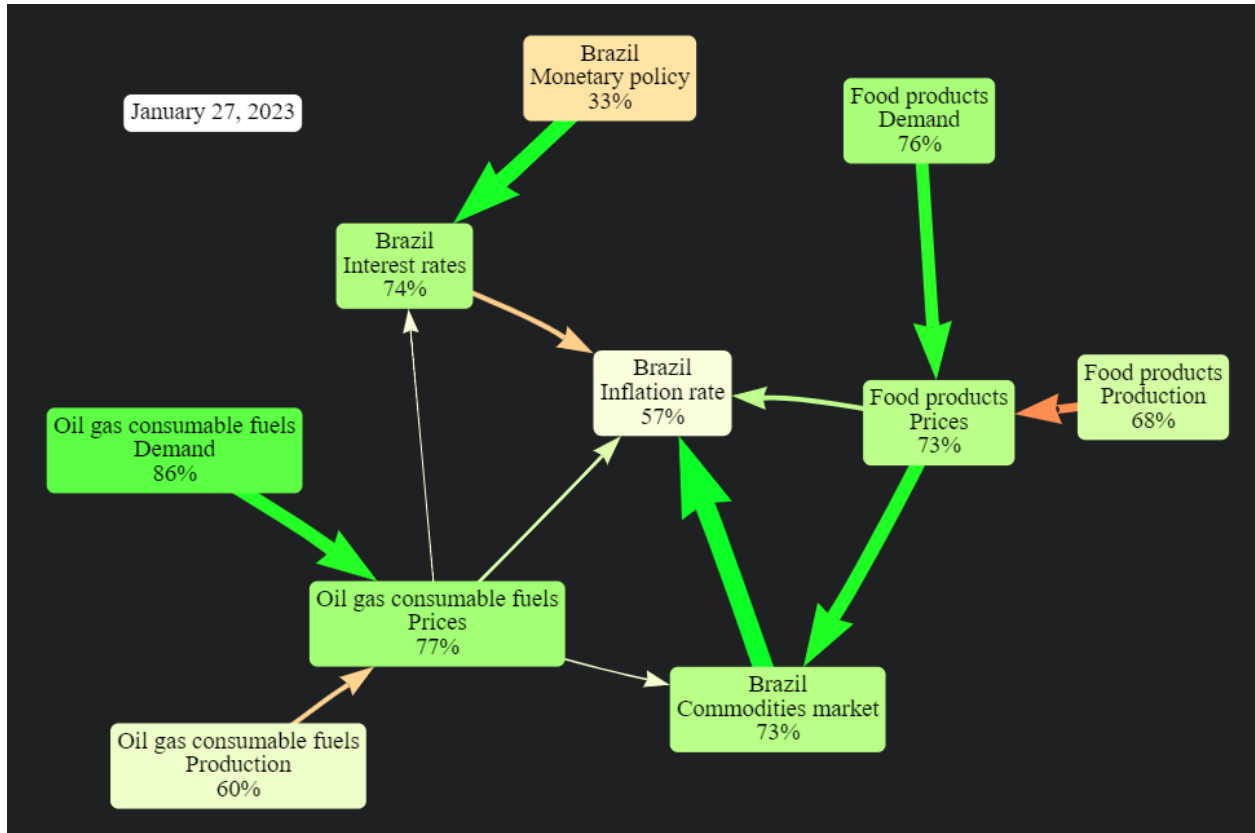 Brazil
Monetary policy
33%
January 27, 2023
Food products
Demand
76%
Brazil
Interest rates
74%
Brazil
Inflation rate
57%
Food products
Prices
73%
Food products
Production
68%
Oil gas consumable fuels
Demand
86%
Oil gas consumable fuels
Prices
77%
Brazil
Commodities market
73%
Oil gas consumable fuels
Production
60%